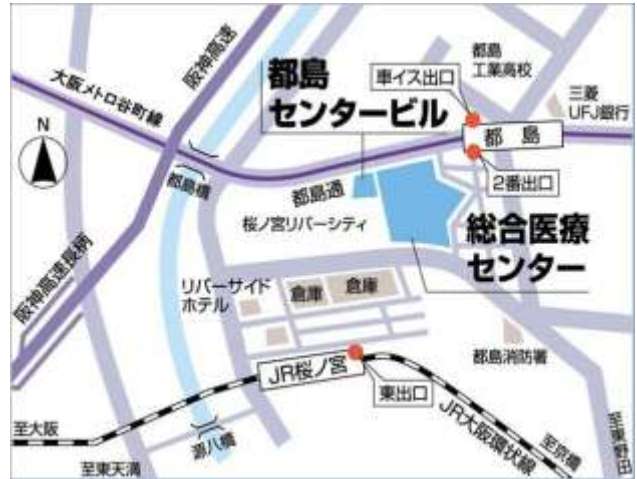 阪神高速
都島
工業高校
大阪メトロ谷町線
都島
センタービル
車イス出口
三菱
UFJ銀行
N
都島
2番出口
都島橋
都島通
桜ノ宮リバーシティ
総合医療
センター
阪神高速長柄
リバーサイド
ホテル
倉庫
倉庫
都島消防署
JR桜ノ宮
東出口
JR大阪環状線
至大阪
源八橋
至京橋
至東野田
至東天満